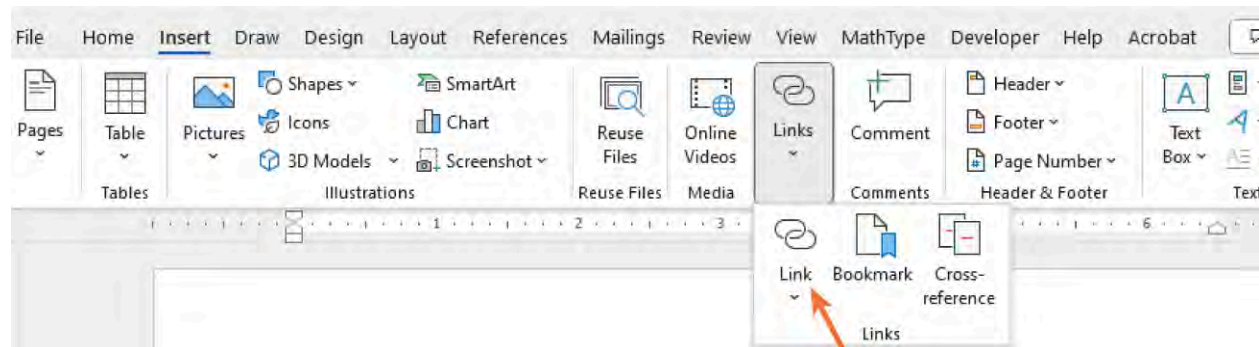 File Home Insert Draw Design Layout References Mailings Review View MathType Developer Help Acrobat
Shapes SmartArt Header
Icons Chart Footer
Pages Table Pictures Reuse Online Links Comment Text
3D Models Screenshot Files Videos Page Number Box
Tables Illustrations Reuse Files Media Comments Header & Footer Text
1 2 3 6
Link Bookmark Cross-
reference
Links